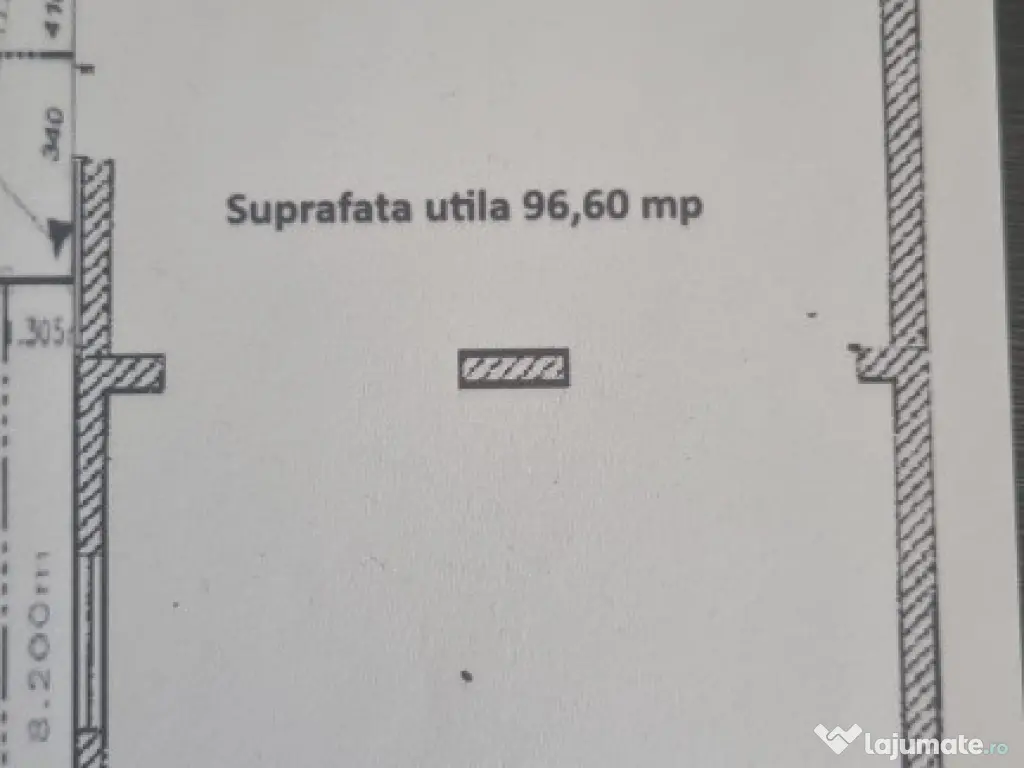 340
Suprafata utila 96,60 mp
305
8.200m
lajumate.ro